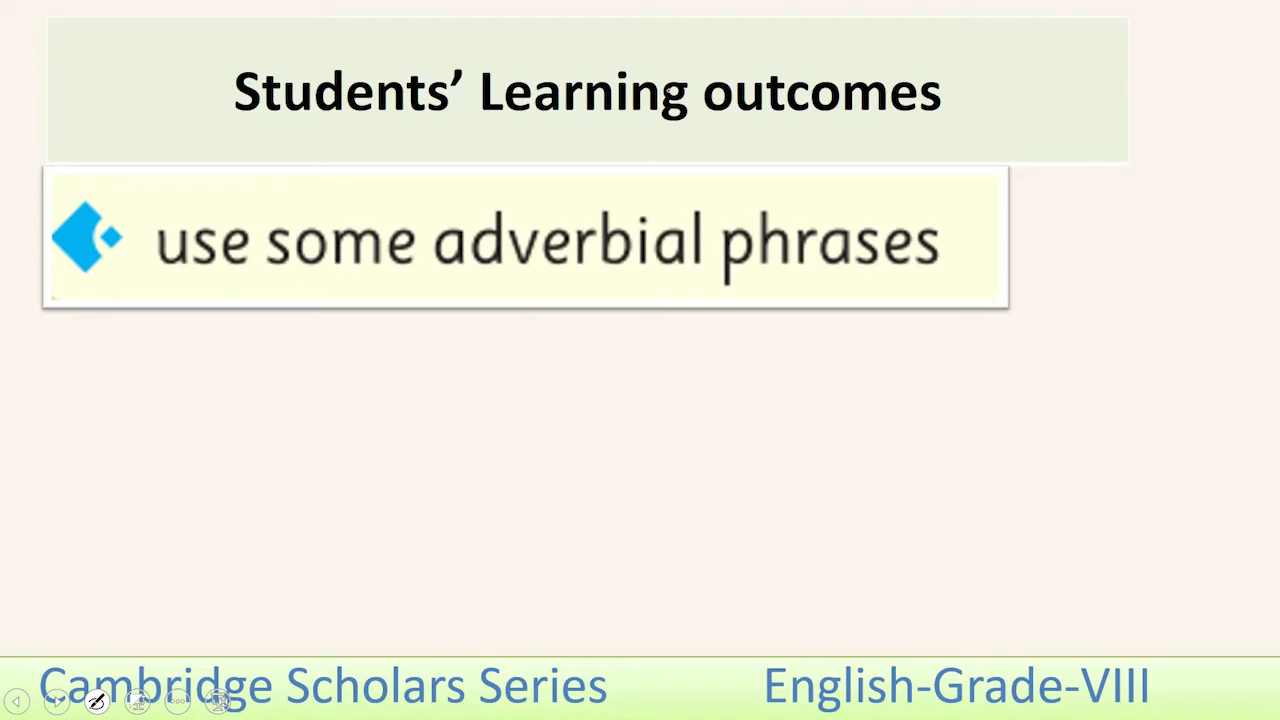 Students’ Learning outcomes
use some adverbial phrases
Cambridge Scholars Series English-Grade-VIII